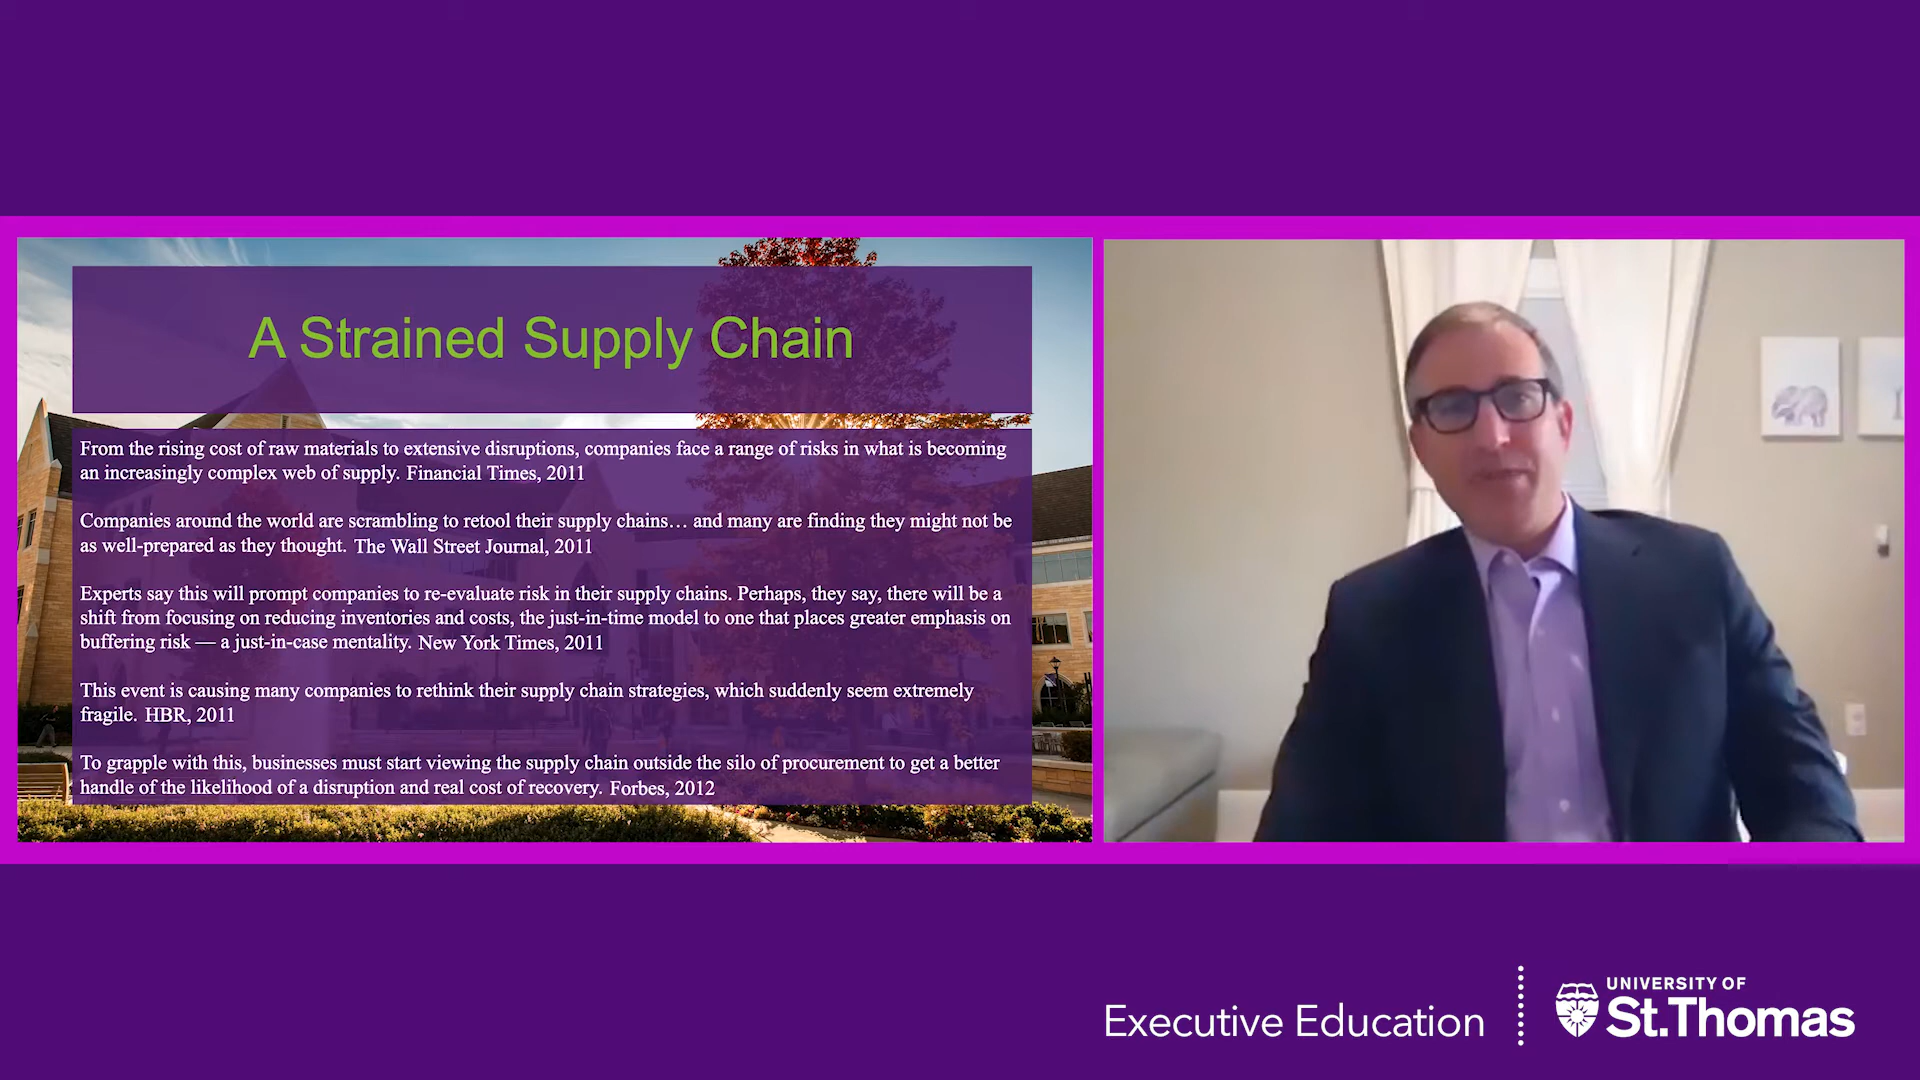 A Strained Supply Chain
From the rising cost of raw materials to extensive disruptions, companies face a range of risks in what is becoming
an increasingly complex web of supply. Financial Times, 2011
Companies around the world are scrambling to retool their supply chains… and many are finding they might not be
as well-prepared as they thought. The Wall Street Journal, 2011
Experts say this will prompt companies to re-evaluate risk in their supply chains. Perhaps, they say, there will be a
shift from focusing on reducing inventories and costs, the just-in-time model to one that places greater emphasis on
buffering risk — a just-in-case mentality. New York Times, 2011
This event is causing many companies to rethink their supply chain strategies, which suddenly seem extremely
fragile. HBR, 2011
To grapple with this, businesses must start viewing the supply chain outside the silo of procurement to get a better
handle of the likelihood of a disruption and real cost of recovery. Forbes, 2012
Executive Education
UNIVERSITY OF
St.Thomas